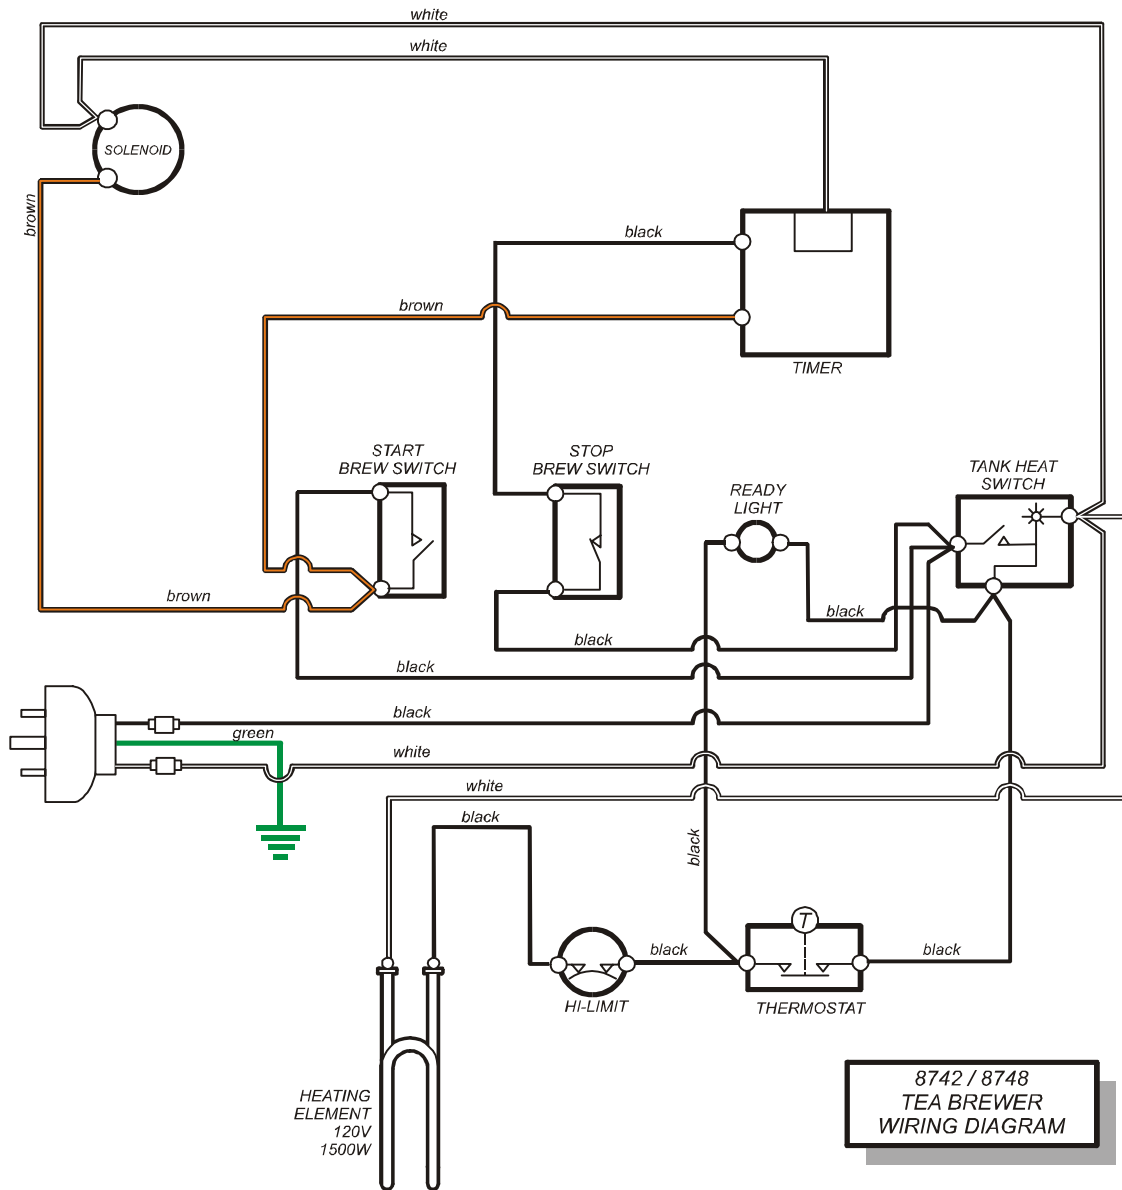 white
white
SOLENOID
brown
black
brown
TIMER
START
BREW SWITCH
STOP
BREW SWITCH
READY
LIGHT
TANK HEAT
SWITCH
brown
black
black
black
black
green
white
white
black
black
T
black
black
HI-LIMIT
THERMOSTAT
HEATING
ELEMENT
120V
1500W
8742 / 8748
TEA BREWER
WIRING DIAGRAM